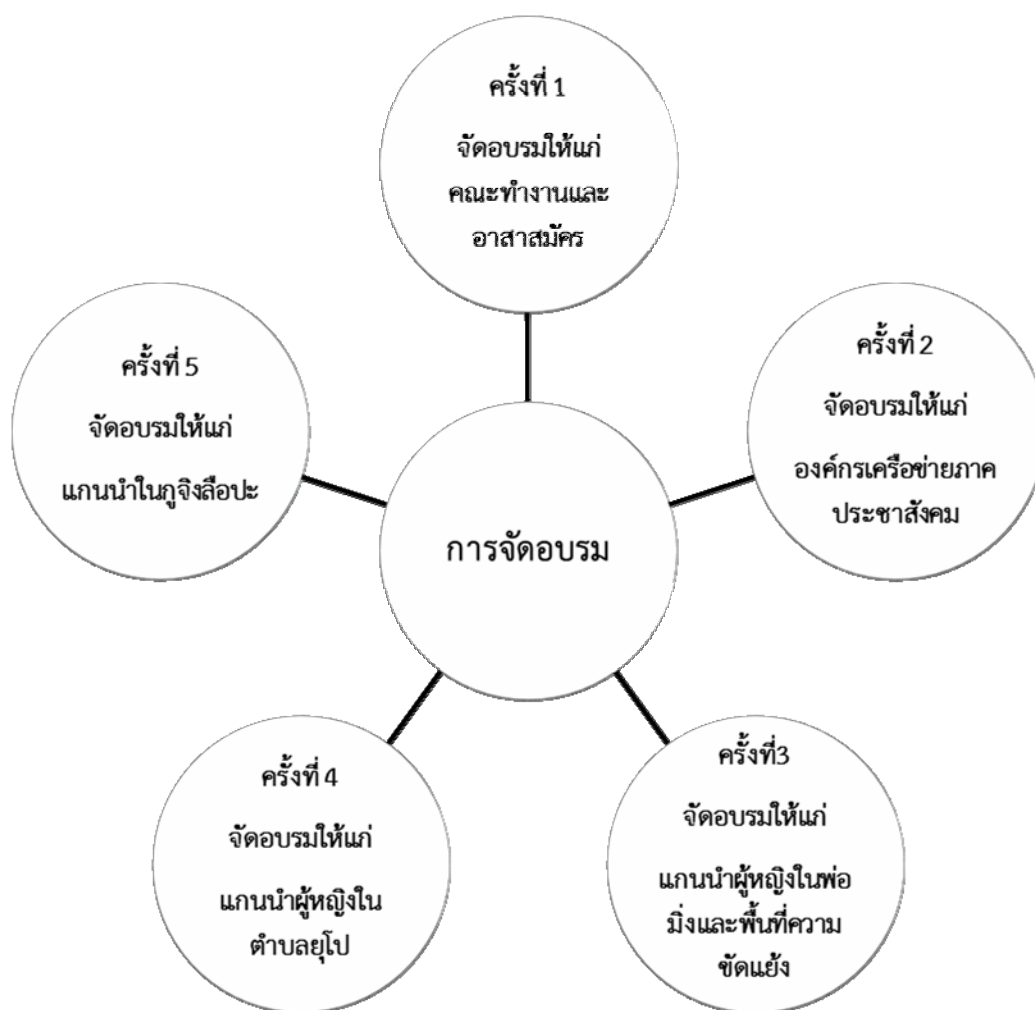 ครั้งที่ 1
จัดอบรมให้แก่
คณะทำงานและ
อาสาสมัคร
ครั้งที่ 2
จัดอบรมให้แก่
องค์กรเครือข่ายภาค
ประชาสังคม
ครั้งที่3
จัดอบรมให้แก่
แกนนำผู้หญิงในพ่อ
มิ่งและพื้นที่ความ
ขัดแย้ง
ครั้งที่ 4
จัดอบรมให้แก่
แกนนำผู้หญิงใน
ตำบลยุโป
ครั้งที่ 5
จัดอบรมให้แก่
แกนนำในกูจิงลือปะ
การจัดอบรม